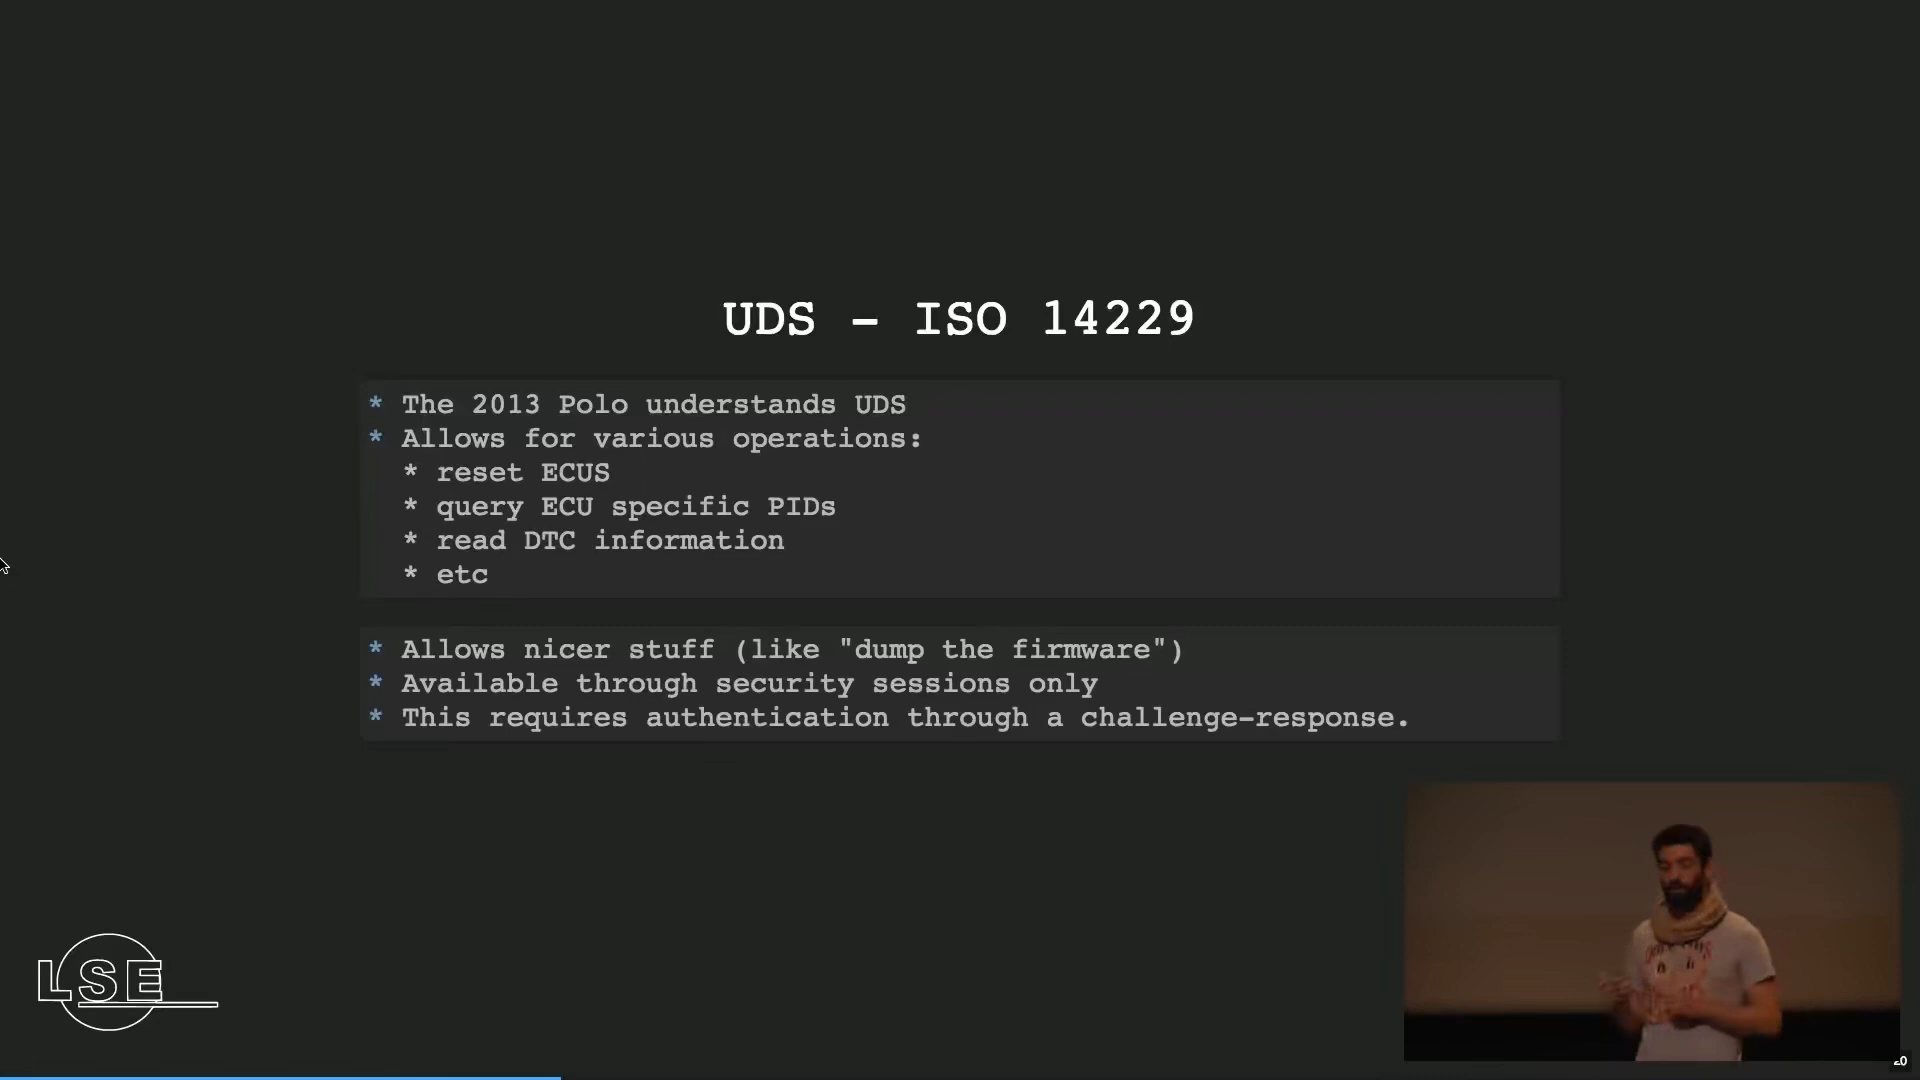 UDS – ISO 14229
* The 2013 Polo understands UDS
* Allows for various operations:
* reset ECUS
* query ECU specific PIDs
* read DTC information
* etc
* Allows nicer stuff (like "dump the firmware")
* Available through security sessions only
* This requires authentication through a challenge-response.
LSE
20